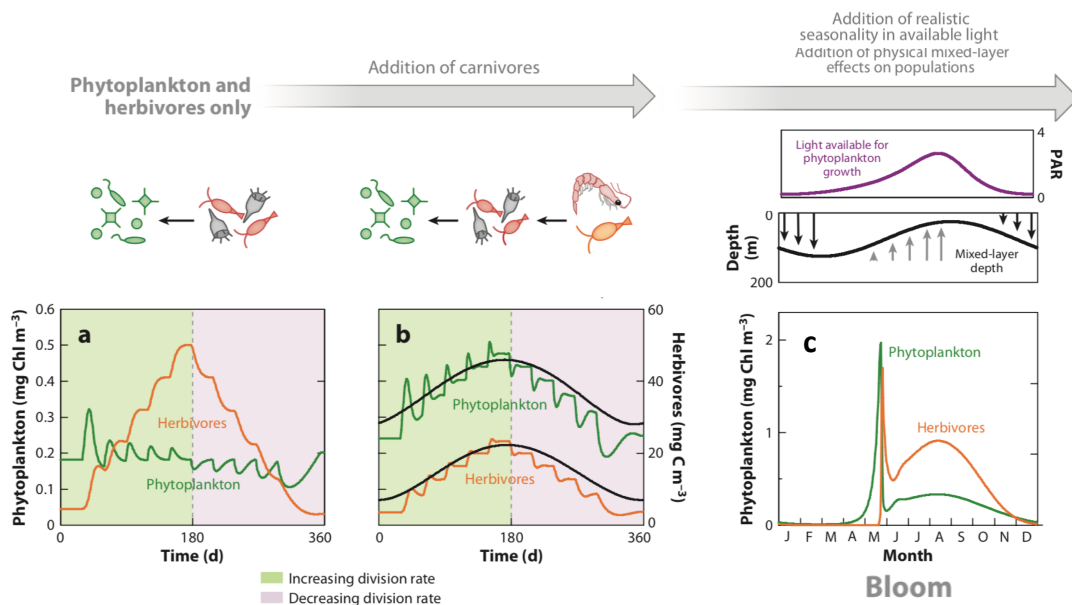 Phytoplankton and
herbivores only
Addition of carnivores
Addition of realistic
seasonality in available light
Addition of physical mixed-layer
effects on populations
Light available for
phytoplankton
growth
4
0
PAR
0
200
Depth
(m)
Mixed-layer
depth
a
Phytoplankton (mg Chl m⁻³)
0.6
0.5
0.4
0.3
0.2
0.1
0
Herbivores
Phytoplankton
0
180
360
Time (d)
b
Phytoplankton
Herbivores
60
40
20
0
Herbivores (mg C m⁻³)
0
180
360
Time (d)
Increasing division rate
Decreasing division rate
c
Phytoplankton (mg Chl m⁻³)
2
1
0
Phytoplankton
Herbivores
J F M A M J J A S O N D
Month
Bloom